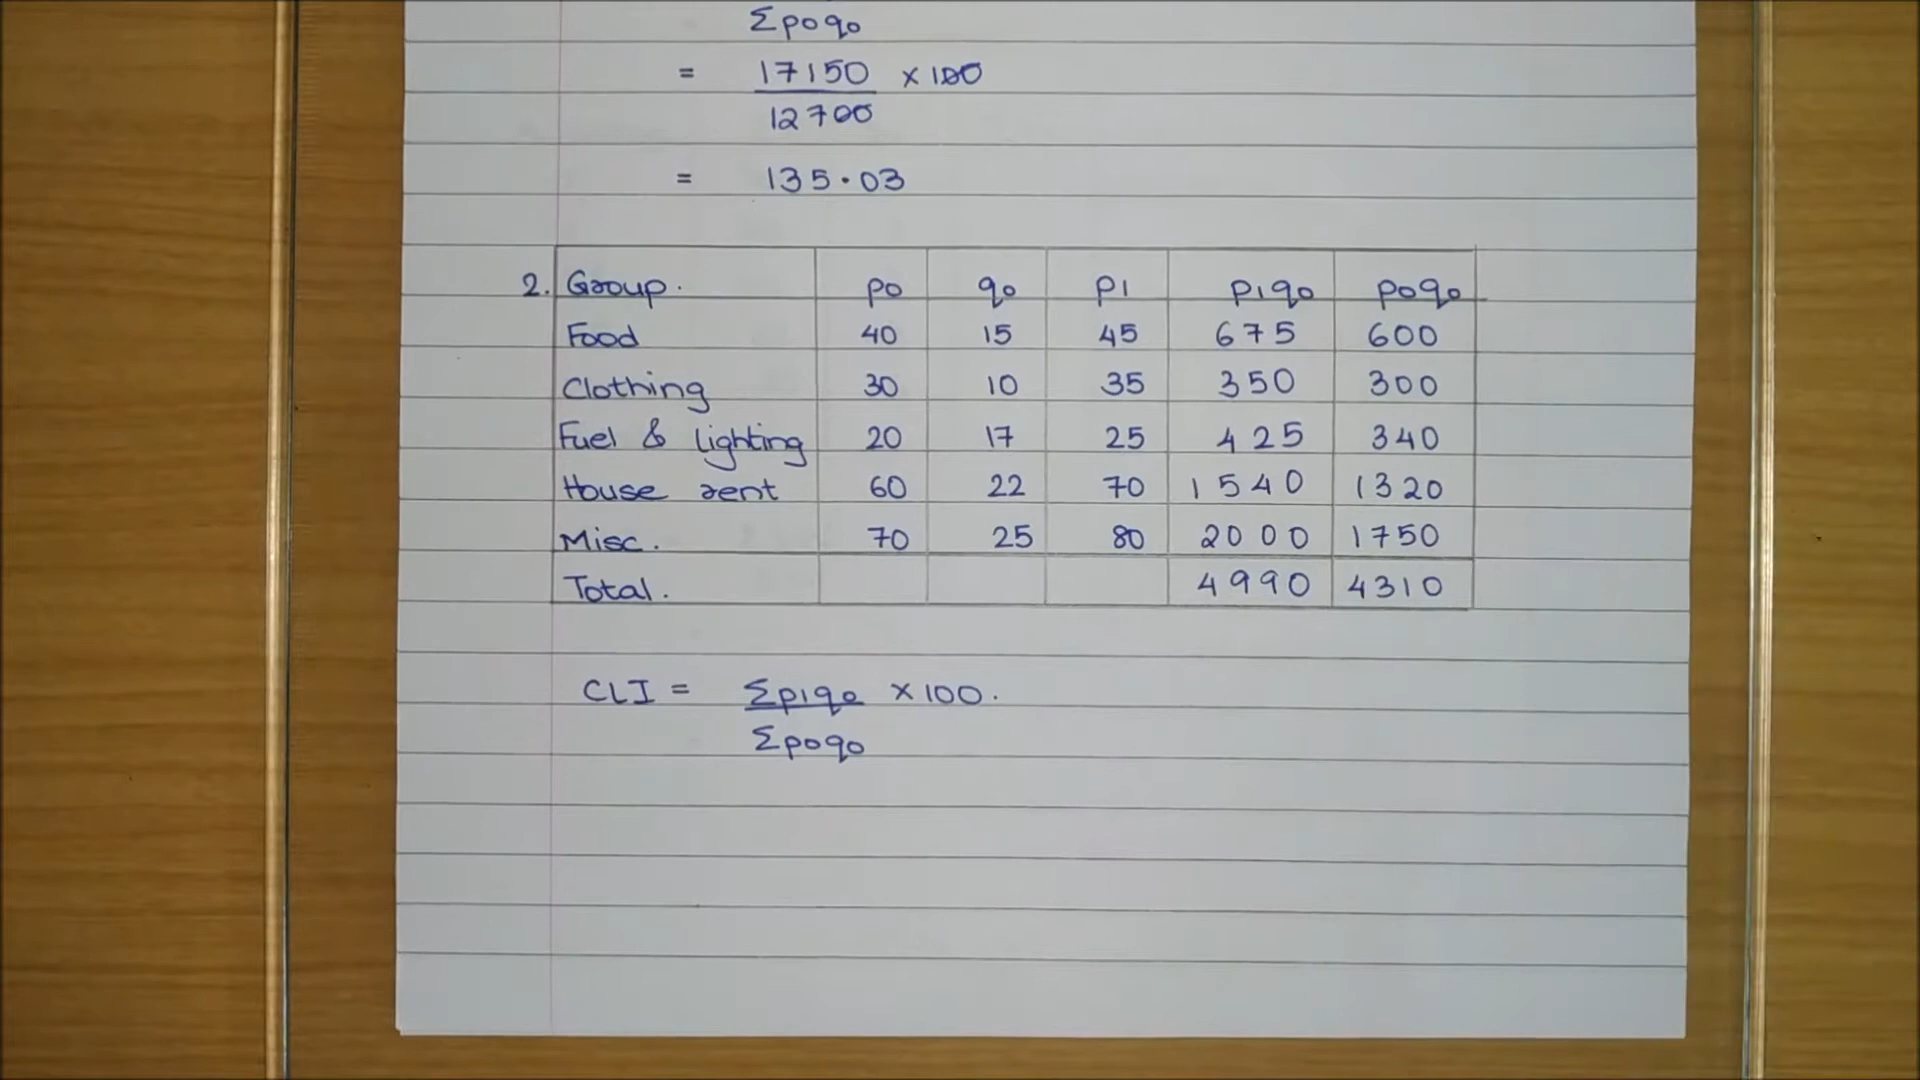 Σp0q0
= 17150 × 100
12700
= 135.03
2. Group. p0 q0 p1 p1q0 p0q0
Food 40 15 45 675 600
Clothing 30 10 35 350 300
Fuel & lighting 20 17 25 425 340
House rent 60 22 70 1540 1320
Misc. 70 25 80 2000 1750
Total. 4990 4310
CLI = Σp1q0 × 100.
Σp0q0